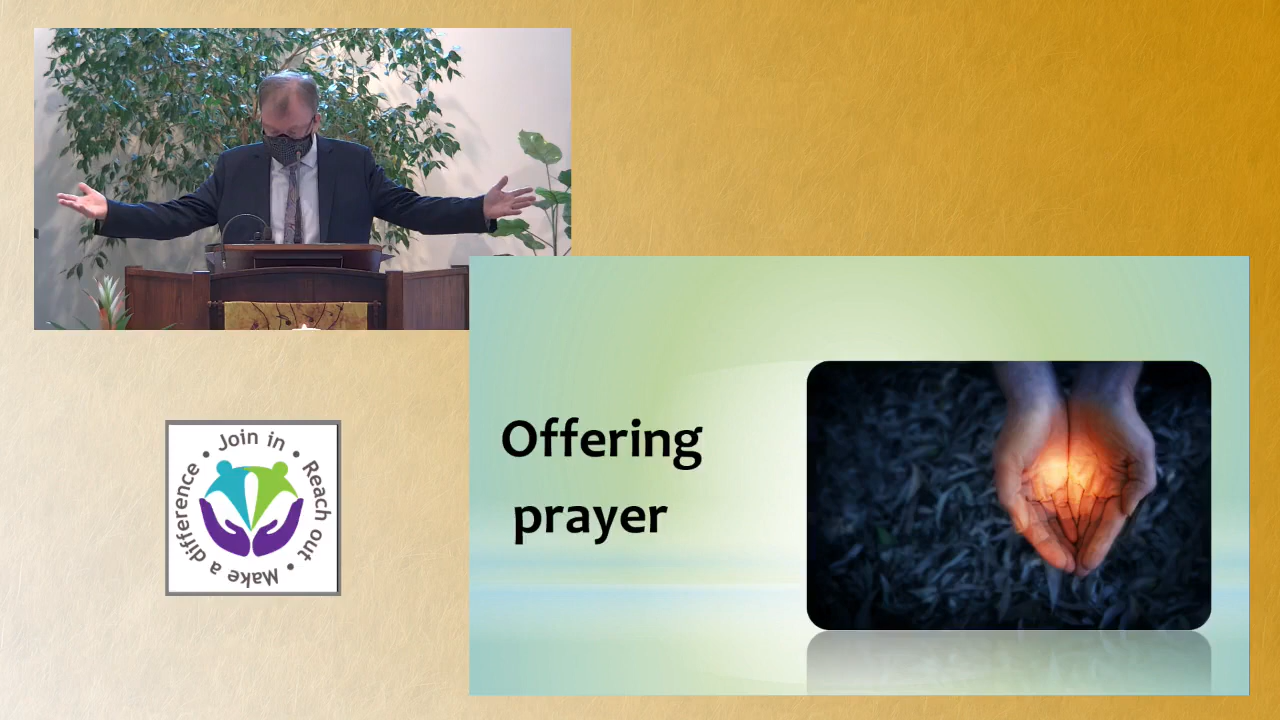 Join in • Reach out • Make a difference •
Offering
prayer